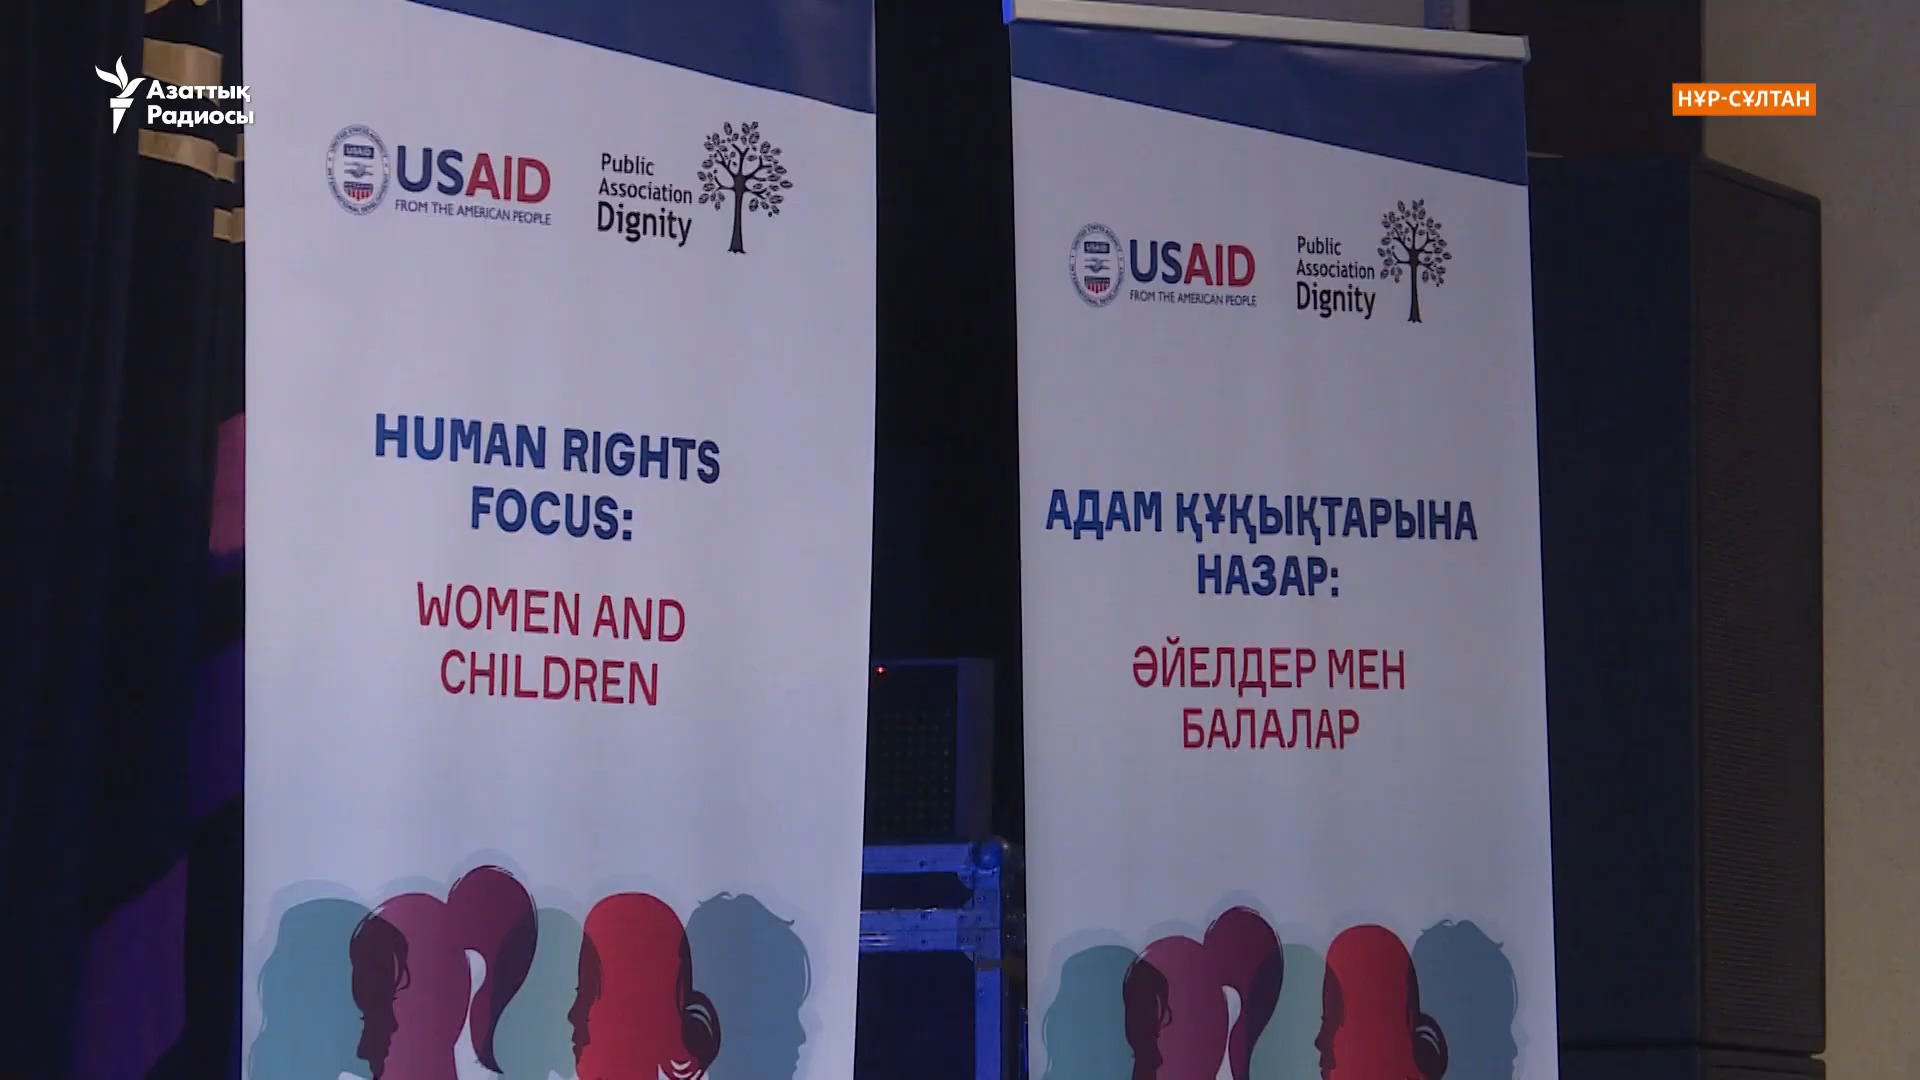 Азаттық
Радиосы
НҰР-СҰЛТАН
USAID
FROM THE AMERICAN PEOPLE
Public
Association
Dignity
HUMAN RIGHTS
FOCUS:
WOMEN AND
CHILDREN
USAID
FROM THE AMERICAN PEOPLE
Public
Association
Dignity
АДАМ ҚҰҚЫҚТАРЫНА
НАЗАР:
ӘЙЕЛДЕР МЕН
БАЛАЛАР